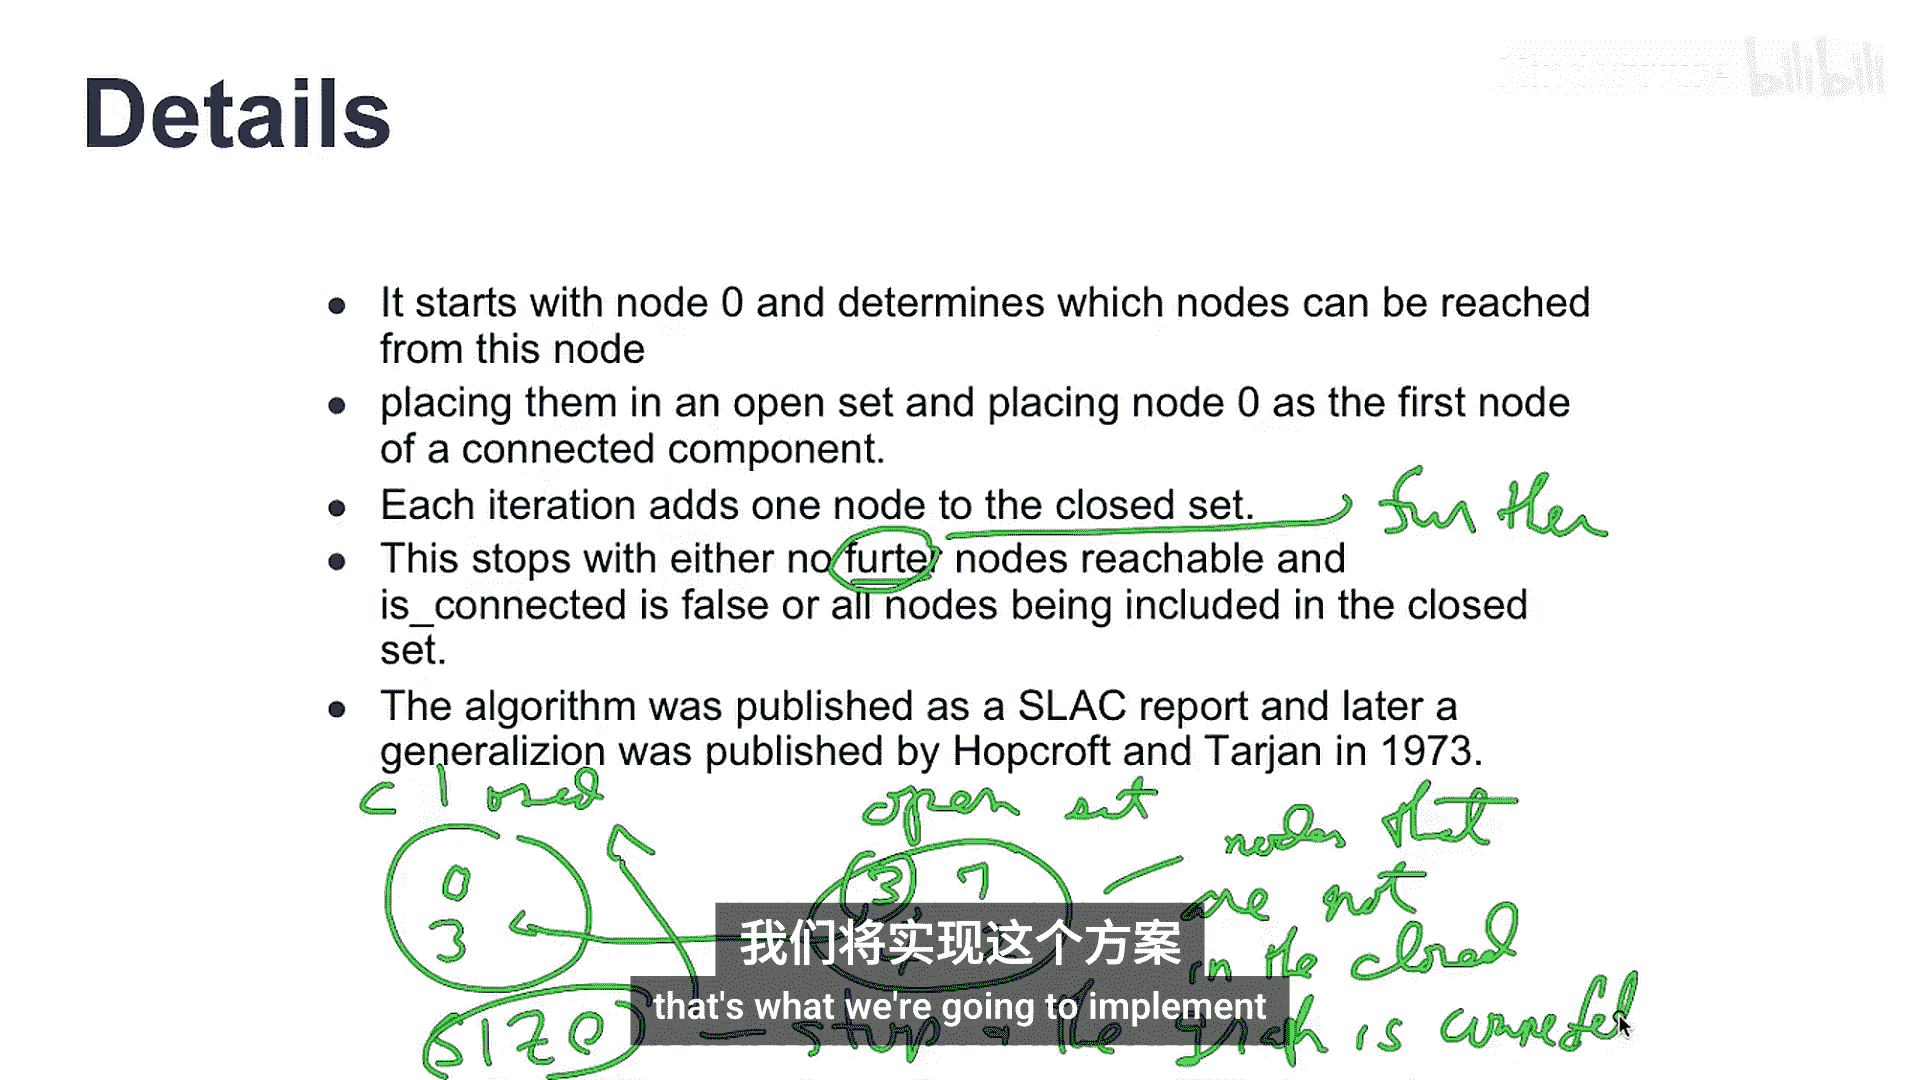 bilibili
Details
It starts with node 0 and determines which nodes can be reached
from this node
placing them in an open set and placing node 0 as the first node
of a connected component.
Each iteration adds one node to the closed set.
further
This stops with either no furter nodes reachable and
is_connected is false or all nodes being included in the closed
set.
The algorithm was published as a SLAC report and later a
generalizion was published by Hopcroft and Tarjan in 1973.
closed
open set
nodes that
0
3 7
are not
3
我们将实现这个方案
in the closed
that's what we're going to implement
size
stop the graph is connected